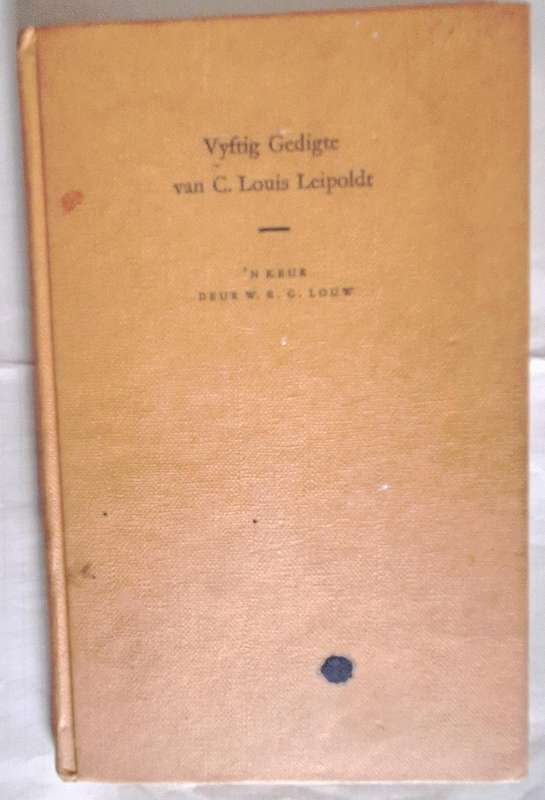 Vyftig Gedigte
van C. Louis Leipoldt
'N KEUR
DEUR W. E. G. LOUW